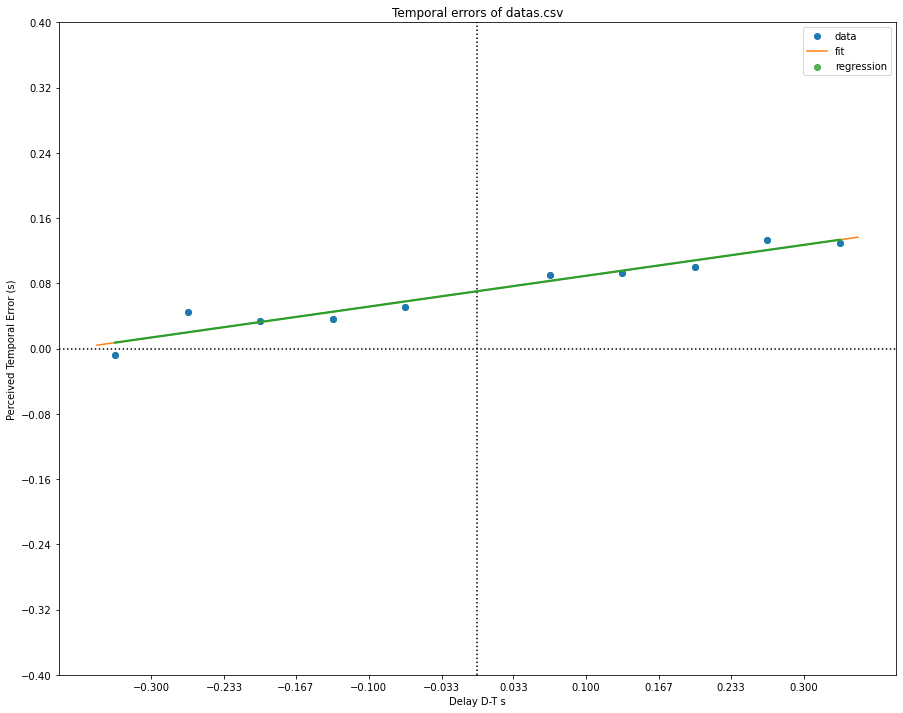 Temporal errors of datas.csv
data
fit
regression
0.40
0.32
0.24
0.16
0.08
0.00
−0.08
−0.16
−0.24
−0.32
−0.40
Perceived Temporal Error (s)
−0.300 −0.233 −0.167 −0.100 −0.033 0.033 0.100 0.167 0.233 0.300
Delay D-T s